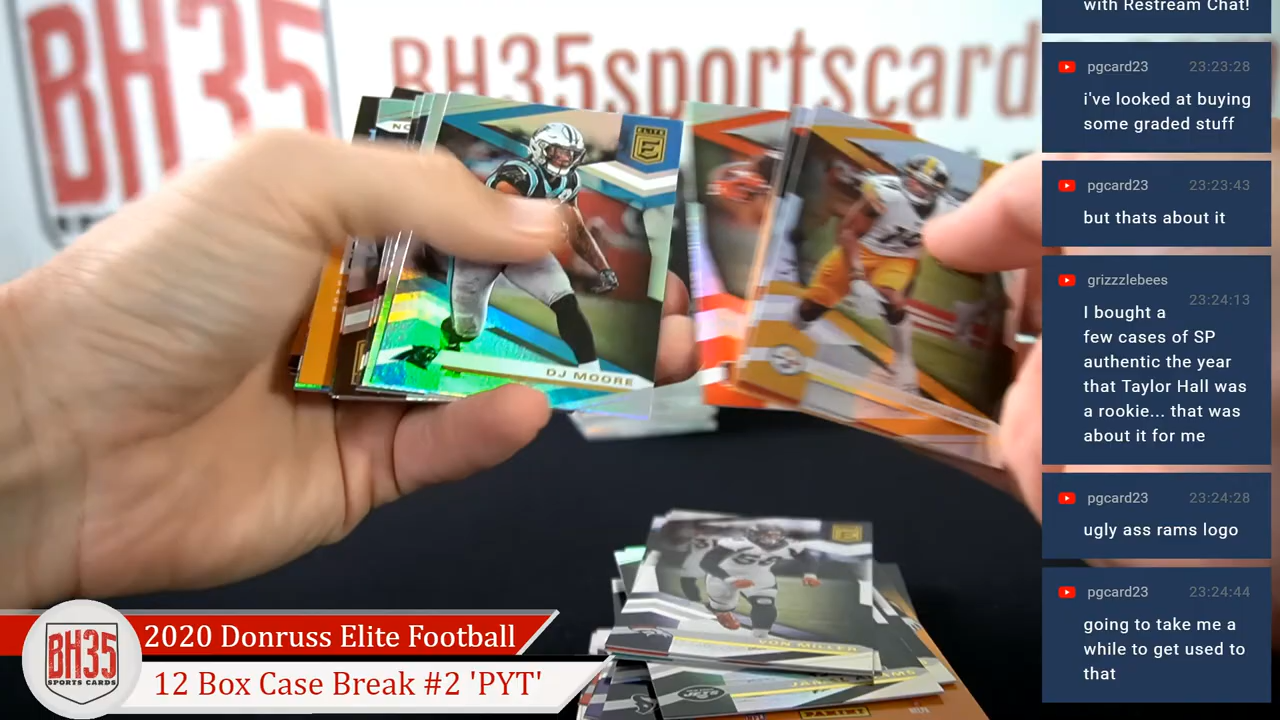 BH35
SPORTS
BH35sportscard
ELITE
E
DJ MOORE
VON MILLER
JETS
PANINI
BH35
SPORTS CARDS
2020 Donruss Elite Football
12 Box Case Break #2 'PYT'
with Restream Chat!
pgcard23 23:23:28
i've looked at buying
some graded stuff
pgcard23 23:23:43
but thats about it
grizzzlebees
23:24:13
I bought a
few cases of SP
authentic the year
that Taylor Hall was
a rookie... that was
about it for me
pgcard23 23:24:28
ugly ass rams logo
pgcard23 23:24:44
going to take me a
while to get used to
that